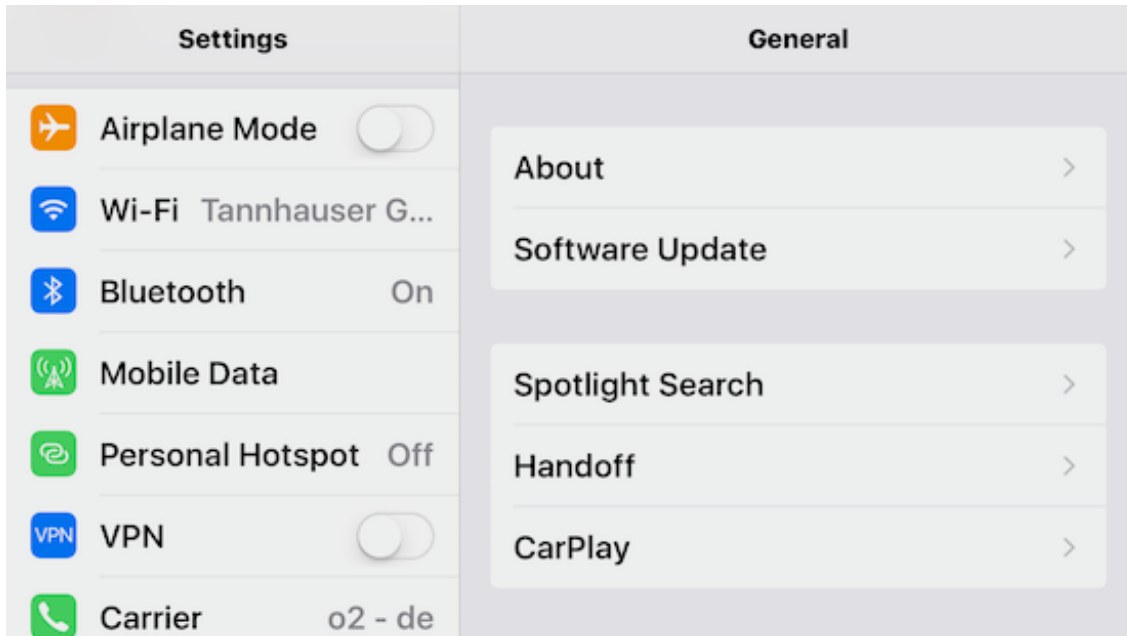 Settings
Airplane Mode
Wi-Fi Tannhauser G...
Bluetooth On
Mobile Data
Personal Hotspot Off
VPN VPN
Carrier o2 - de
General
About
Software Update
Spotlight Search
Handoff
CarPlay